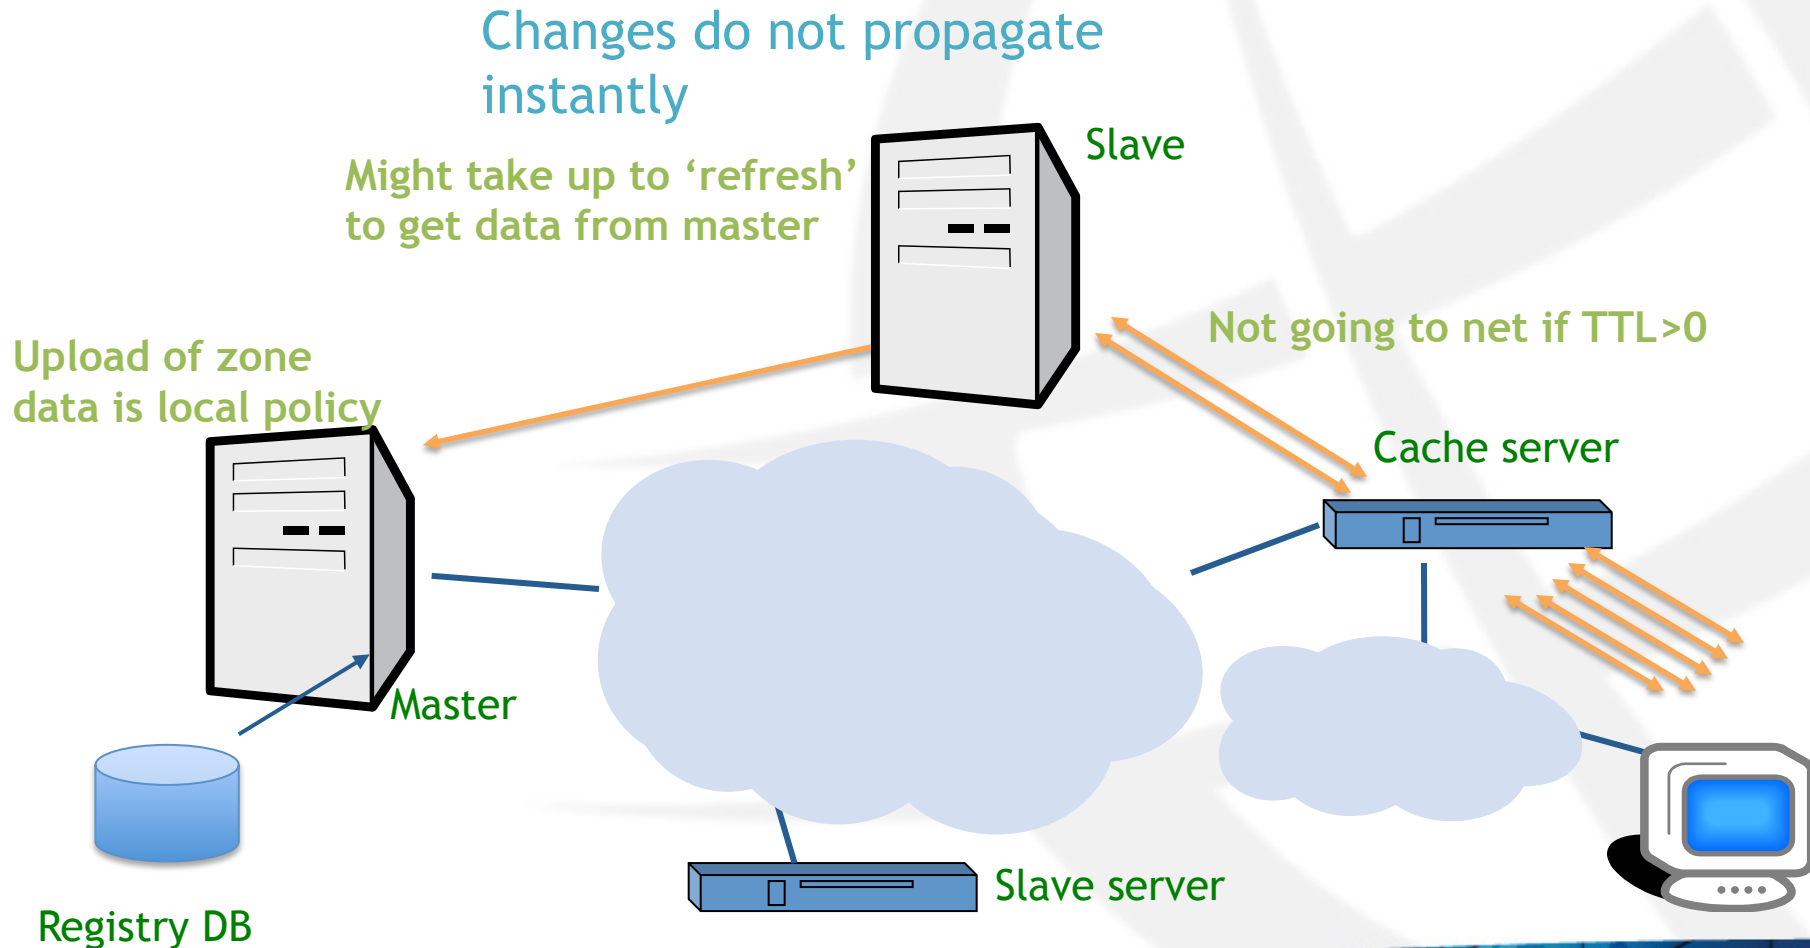 Changes do not propagate
instantly
Slave
Might take up to ‘refresh’
to get data from master
Not going to net if TTL>0
Upload of zone
data is local policy
Cache server
Master
Slave server
Registry DB